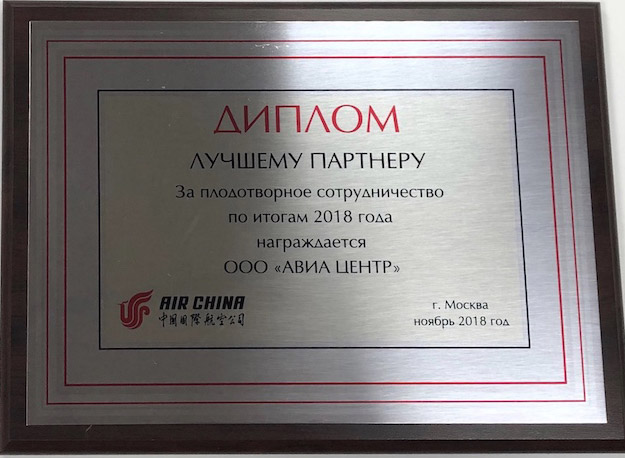 ДИПЛОМ
ЛУЧШЕМУ ПАРТНЕРУ
За плодотворное сотрудничество
по итогам 2018 года
награждается
ООО «АВИА ЦЕНТР»
AIR CHINA
中国国際航空公司
г. Москва
ноябрь 2018 год